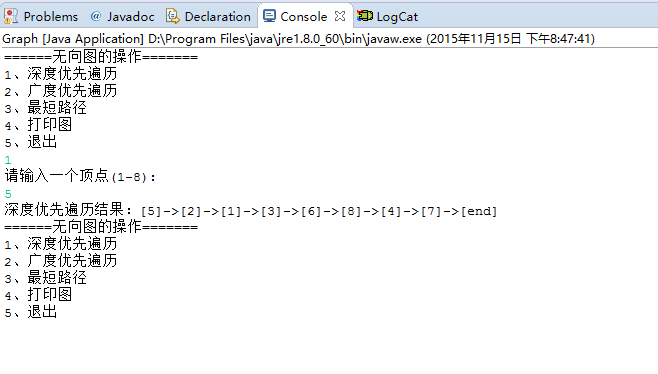 Problems @ Javadoc Declaration Console LogCat
Graph [Java Application] D:\Program Files\java\jre1.8.0_60\bin\javaw.exe (2015年11月15日 下午8:47:41)
======无向图的操作=======
1、深度优先遍历
2、广度优先遍历
3、最短路径
4、打印图
5、退出
1
请输入一个顶点(1-8):
5
深度优先遍历结果: [5]->[2]->[1]->[3]->[6]->[8]->[4]->[7]->[end]
======无向图的操作=======
1、深度优先遍历
2、广度优先遍历
3、最短路径
4、打印图
5、退出